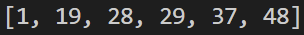 [1, 19, 28, 29, 37, 48]